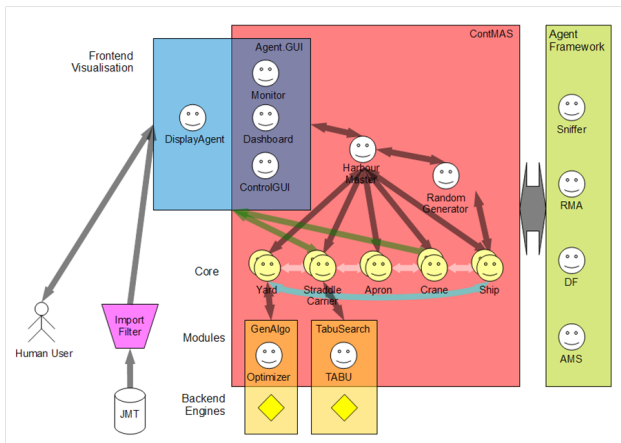 ContMAS
Agent
Framework
Frontend
Visualisation
Agent.GUI
Monitor
DisplayAgent
Dashboard
ControlGUI
Harbour
Master
Random
Generator
Sniffer
RMA
DF
AMS
Core
Yard
Straddle
Carrier
Apron
Crane
Ship
Human User
Import
Filter
JMT
Modules
GenAlgo
Optimizer
TabuSearch
TABU
Backend
Engines